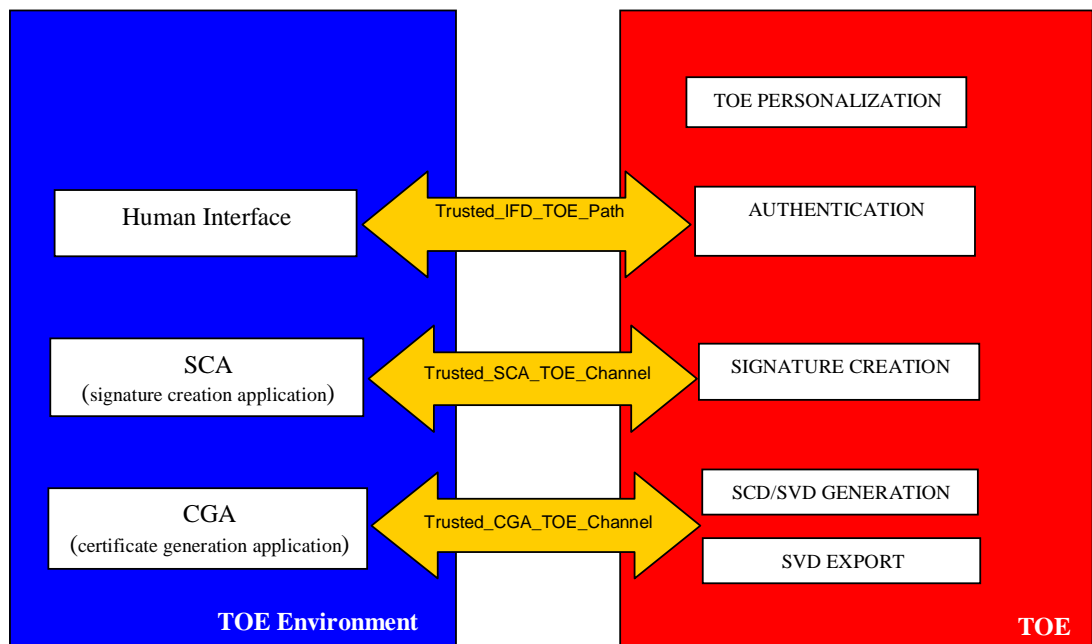 TOE PERSONALIZATION
Human Interface
Trusted_IFD_TOE_Path
AUTHENTICATION
SCA
(signature creation application)
Trusted_SCA_TOE_Channel
SIGNATURE CREATION
CGA
(certificate generation application)
Trusted_CGA_TOE_Channel
SCD/SVD GENERATION
SVD EXPORT
TOE Environment
TOE